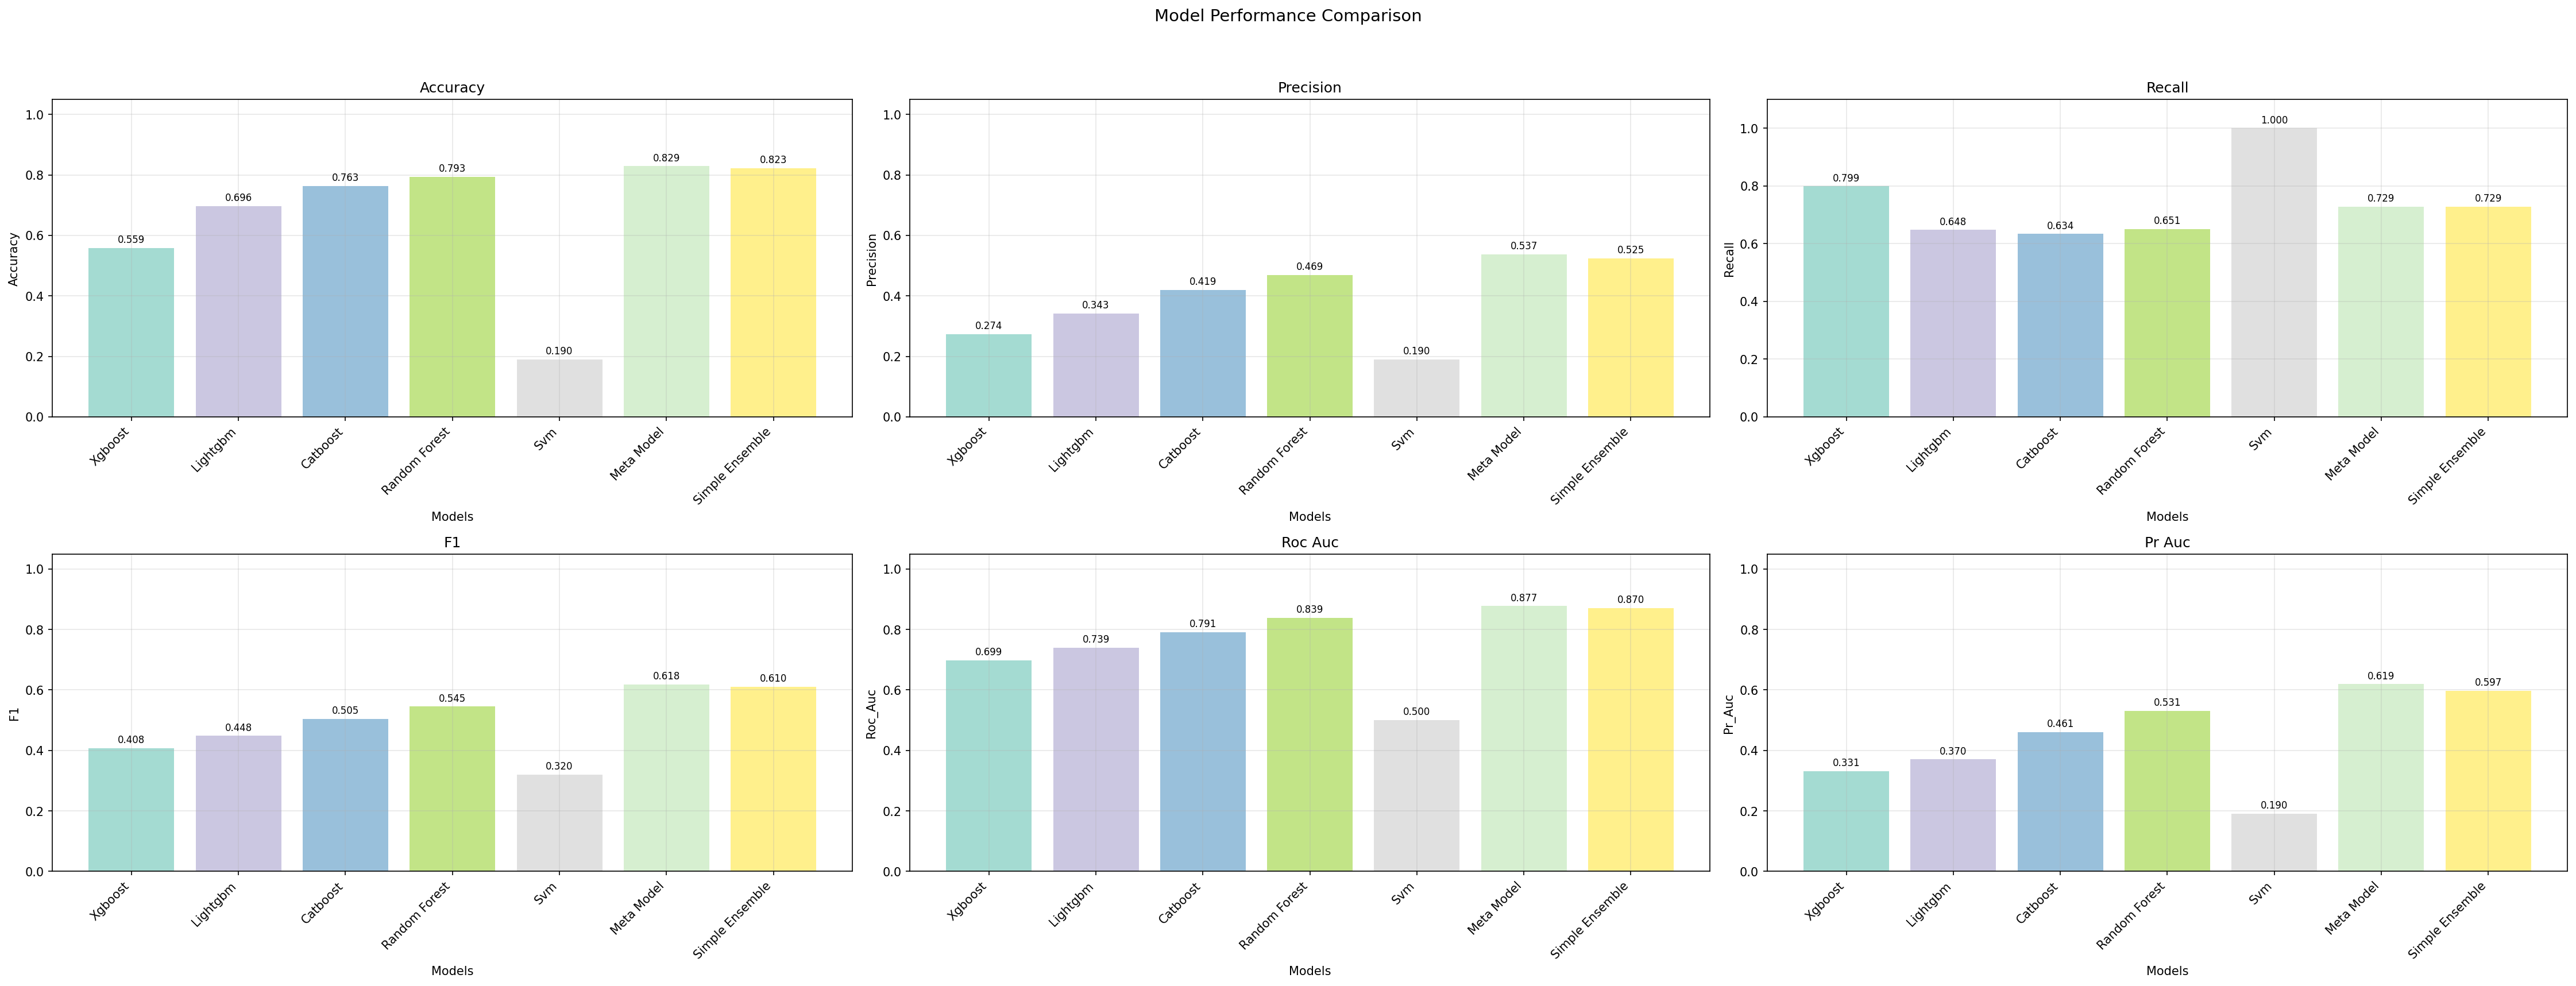 Model Performance Comparison
Accuracy
Accuracy
1.0
0.8
0.6
0.4
0.2
0.0
0.559
0.696
0.763
0.793
0.190
0.829
0.823
Xgboost
Lightgbm
Catboost
Random Forest
Svm
Meta Model
Simple Ensemble
Models
Precision
Precision
1.0
0.8
0.6
0.4
0.2
0.0
0.274
0.343
0.419
0.469
0.190
0.537
0.525
Xgboost
Lightgbm
Catboost
Random Forest
Svm
Meta Model
Simple Ensemble
Models
Recall
Recall
1.0
0.8
0.6
0.4
0.2
0.0
0.799
0.648
0.634
0.651
1.000
0.729
0.729
Xgboost
Lightgbm
Catboost
Random Forest
Svm
Meta Model
Simple Ensemble
Models
F1
F1
1.0
0.8
0.6
0.4
0.2
0.0
0.408
0.448
0.505
0.545
0.320
0.618
0.610
Xgboost
Lightgbm
Catboost
Random Forest
Svm
Meta Model
Simple Ensemble
Models
Roc Auc
Roc_Auc
1.0
0.8
0.6
0.4
0.2
0.0
0.699
0.739
0.791
0.839
0.500
0.877
0.870
Xgboost
Lightgbm
Catboost
Random Forest
Svm
Meta Model
Simple Ensemble
Models
Pr Auc
Pr_Auc
1.0
0.8
0.6
0.4
0.2
0.0
0.331
0.370
0.461
0.531
0.190
0.619
0.597
Xgboost
Lightgbm
Catboost
Random Forest
Svm
Meta Model
Simple Ensemble
Models